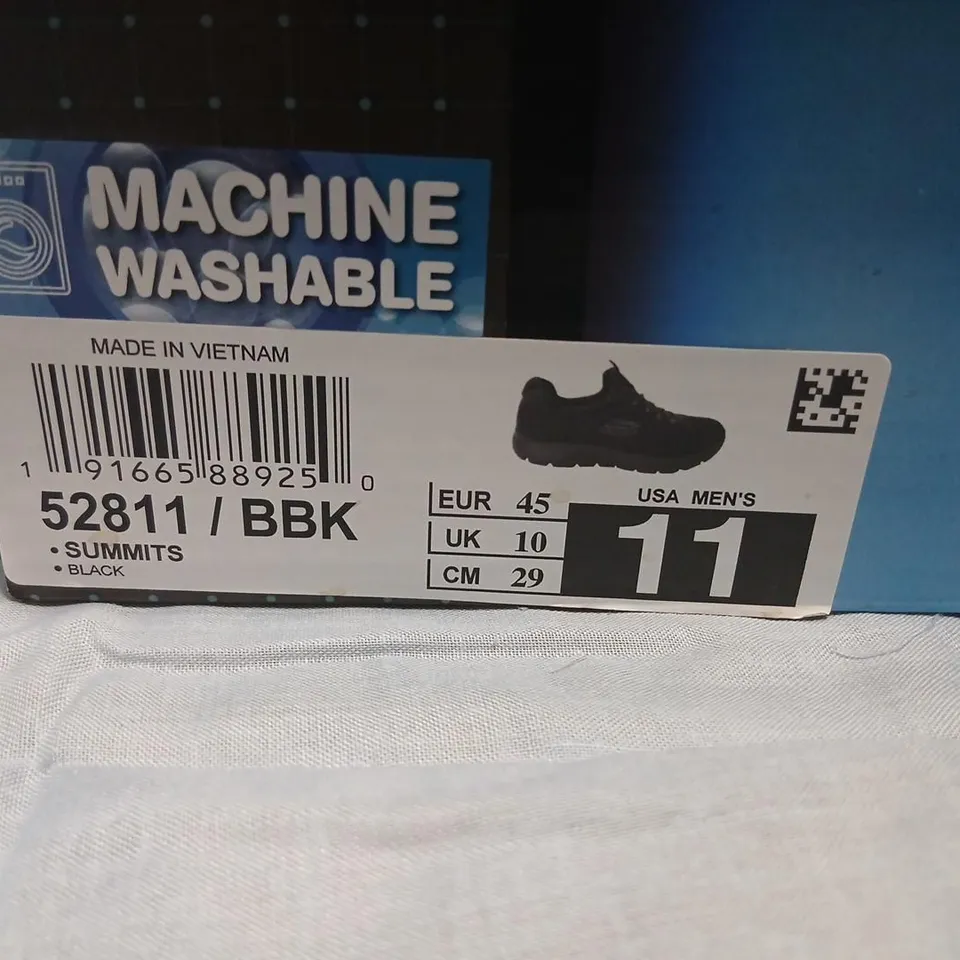 MACHINE
WASHABLE
MADE IN VIETNAM
1 91665 88925 0
52811 / BBK
• SUMMITS
• BLACK
EUR 45
UK 10
CM 29
USA MEN'S
11